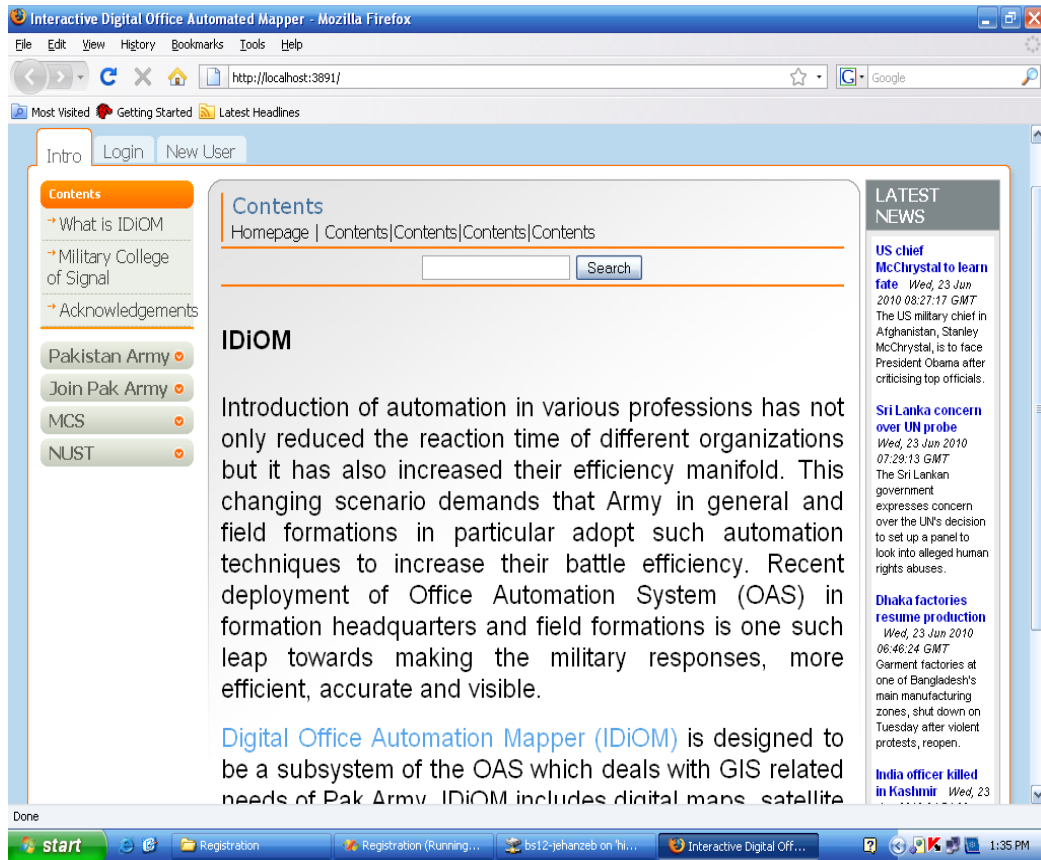 Interactive Digital Office Automated Mapper - Mozilla Firefox
File Edit View History Bookmarks Tools Help
http://localhost:3891/
G Google
Most Visited Getting Started Latest Headlines
Intro Login New User
Contents
What is IDiOM
Military College
of Signal
Acknowledgements
Pakistan Army
Join Pak Army
MCS
NUST
Contents
Homepage | Contents|Contents|Contents|Contents
Search
IDiOM
Introduction of automation in various professions has not
only reduced the reaction time of different organizations
but it has also increased their efficiency manifold. This
changing scenario demands that Army in general and
field formations in particular adopt such automation
techniques to increase their battle efficiency. Recent
deployment of Office Automation System (OAS) in
formation headquarters and field formations is one such
leap towards making the military responses, more
efficient, accurate and visible.
Digital Office Automation Mapper (IDiOM) is designed to
be a subsystem of the OAS which deals with GIS related
needs of Pak Army. IDiOM includes digital maps, satellite
LATEST
NEWS
US chief
McChrystal to learn
fate Wed, 23 Jun
2010 08:27:17 GMT
The US military chief in
Afghanistan, Stanley
McChrystal, is to face
President Obama after
criticising top officials.
Sri Lanka concern
over UN probe
Wed, 23 Jun 2010
07:29:13 GMT
The Sri Lankan
government
expresses concern
over the UN's decision
to set up a panel to
look into alleged human
rights abuses.
Dhaka factories
resume production
Wed, 23 Jun 2010
06:46:24 GMT
Garment factories at
one of Bangladesh's
main manufacturing
zones, shut down on
Tuesday after violent
protests, reopen.
India officer killed
in Kashmir Wed, 23
Done
start Registration Registration (Running... bs12-jehanzeb on 'hi... Interactive Digital Off... 1:35 PM